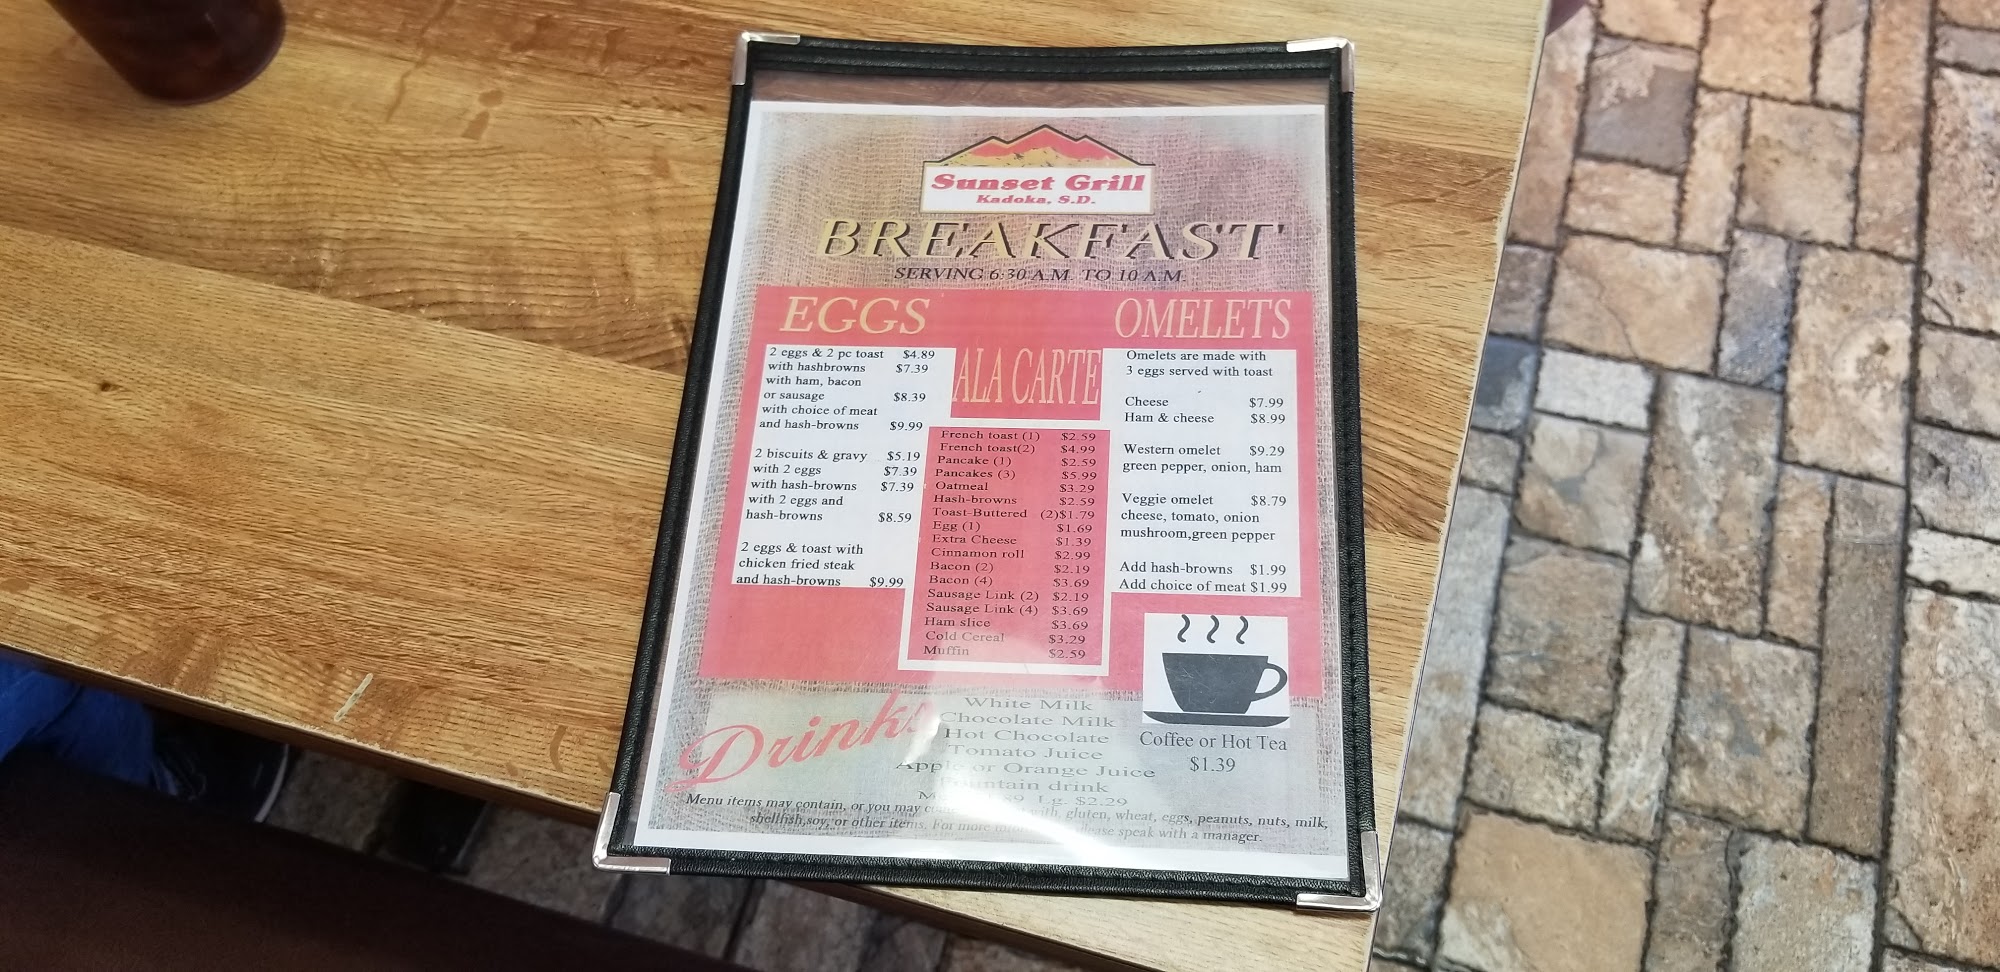 Sunset Grill
Kadoka, S.D.
BREAKFAST
SERVING 6:30 A.M. TO 10 A.M.
EGGS
2 eggs & 2 pc toast $4.89
with hashbrowns $7.39
with ham, bacon
or sausage $8.39
with choice of meat
and hash-browns $9.99
2 biscuits & gravy $5.19
with 2 eggs $7.39
with hash-browns $7.39
with 2 eggs and
hash-browns $8.59
2 eggs & toast with
chicken fried steak
and hash-browns $9.99
ALA CARTE
French toast (1) $2.59
French toast(2) $4.99
Pancake (1) $2.59
Pancakes (3) $5.99
Oatmeal $3.29
Hash-browns $2.59
Toast-Buttered (2)$1.79
Egg (1) $1.69
Extra Cheese $1.39
Cinnamon roll $2.99
Bacon (2) $2.19
Bacon (4) $3.69
Sausage Link (2) $2.19
Sausage Link (4) $3.69
Ham slice $3.69
Cold Cereal $3.29
Muffin $2.59
OMELETS
Omelets are made with
3 eggs served with toast
Cheese $7.99
Ham & cheese $8.99
Western omelet $9.29
green pepper, onion, ham
Veggie omelet $8.79
cheese, tomato, onion
mushroom,green pepper
Add hash-browns $1.99
Add choice of meat $1.99
Drinks
White Milk
Chocolate Milk
Hot Chocolate
Tomato Juice
Apple or Orange Juice
Fountain drink
Lg. $2.29
Coffee or Hot Tea
$1.39
Menu items may contain, or you may with, gluten, wheat, eggs, peanuts, nuts, milk,
shellfish,soy, or other items. For more please speak with a manager.